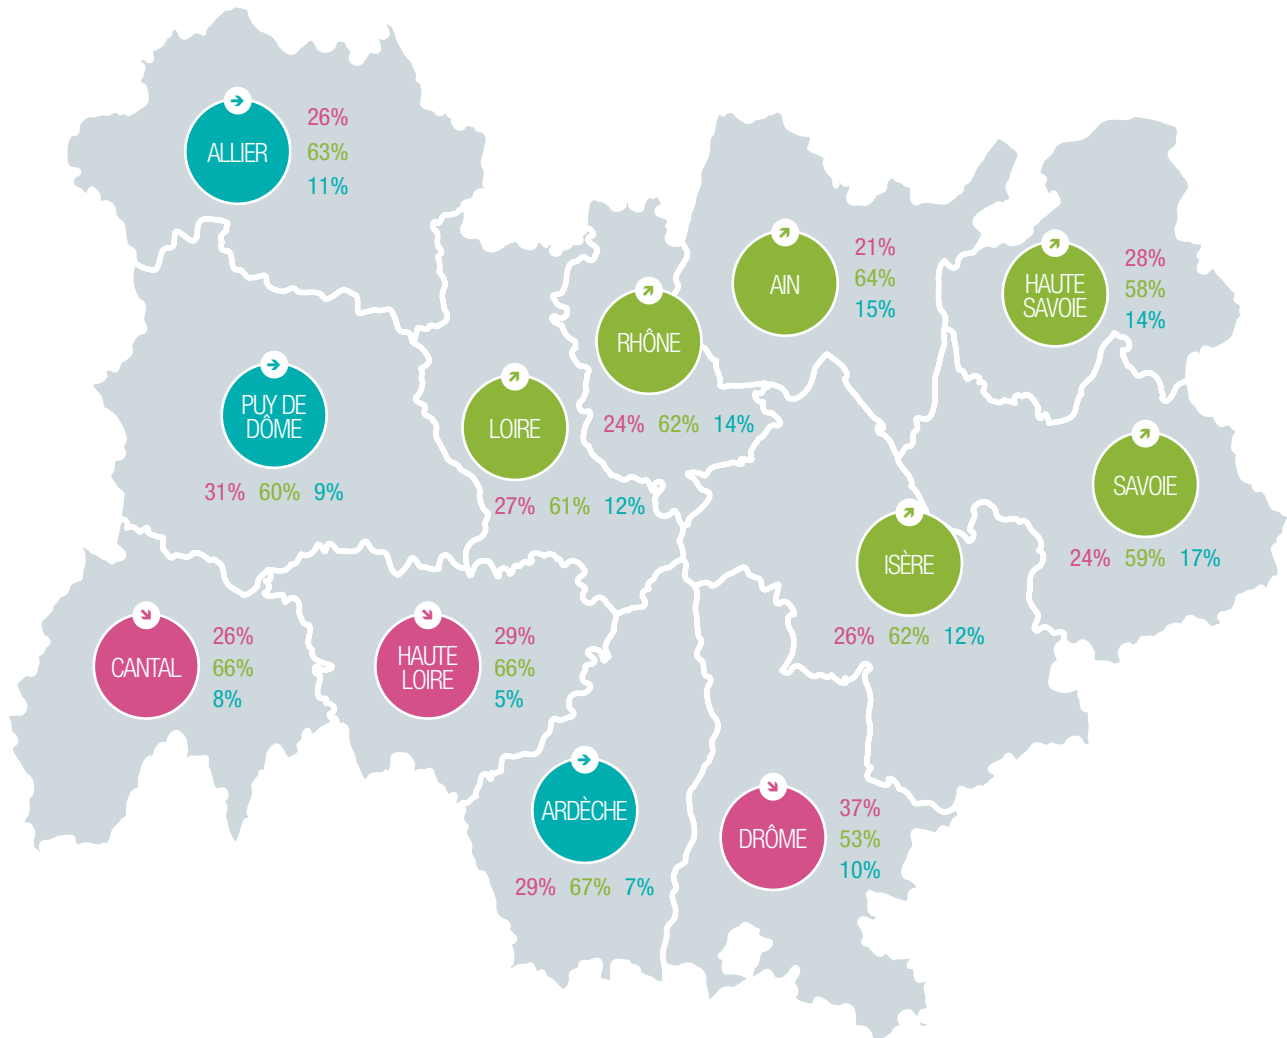 ALLIER
26%
63%
11%
AIN
21%
64%
15%
HAUTE
SAVOIE
28%
58%
14%
RHÔNE
24% 62% 14%
PUY DE
DÔME
31% 60% 9%
LOIRE
27% 61% 12%
SAVOIE
24% 59% 17%
ISÈRE
26% 62% 12%
CANTAL
26%
66%
8%
HAUTE
LOIRE
29%
66%
5%
ARDÈCHE
29% 67% 7%
DRÔME
37%
53%
10%